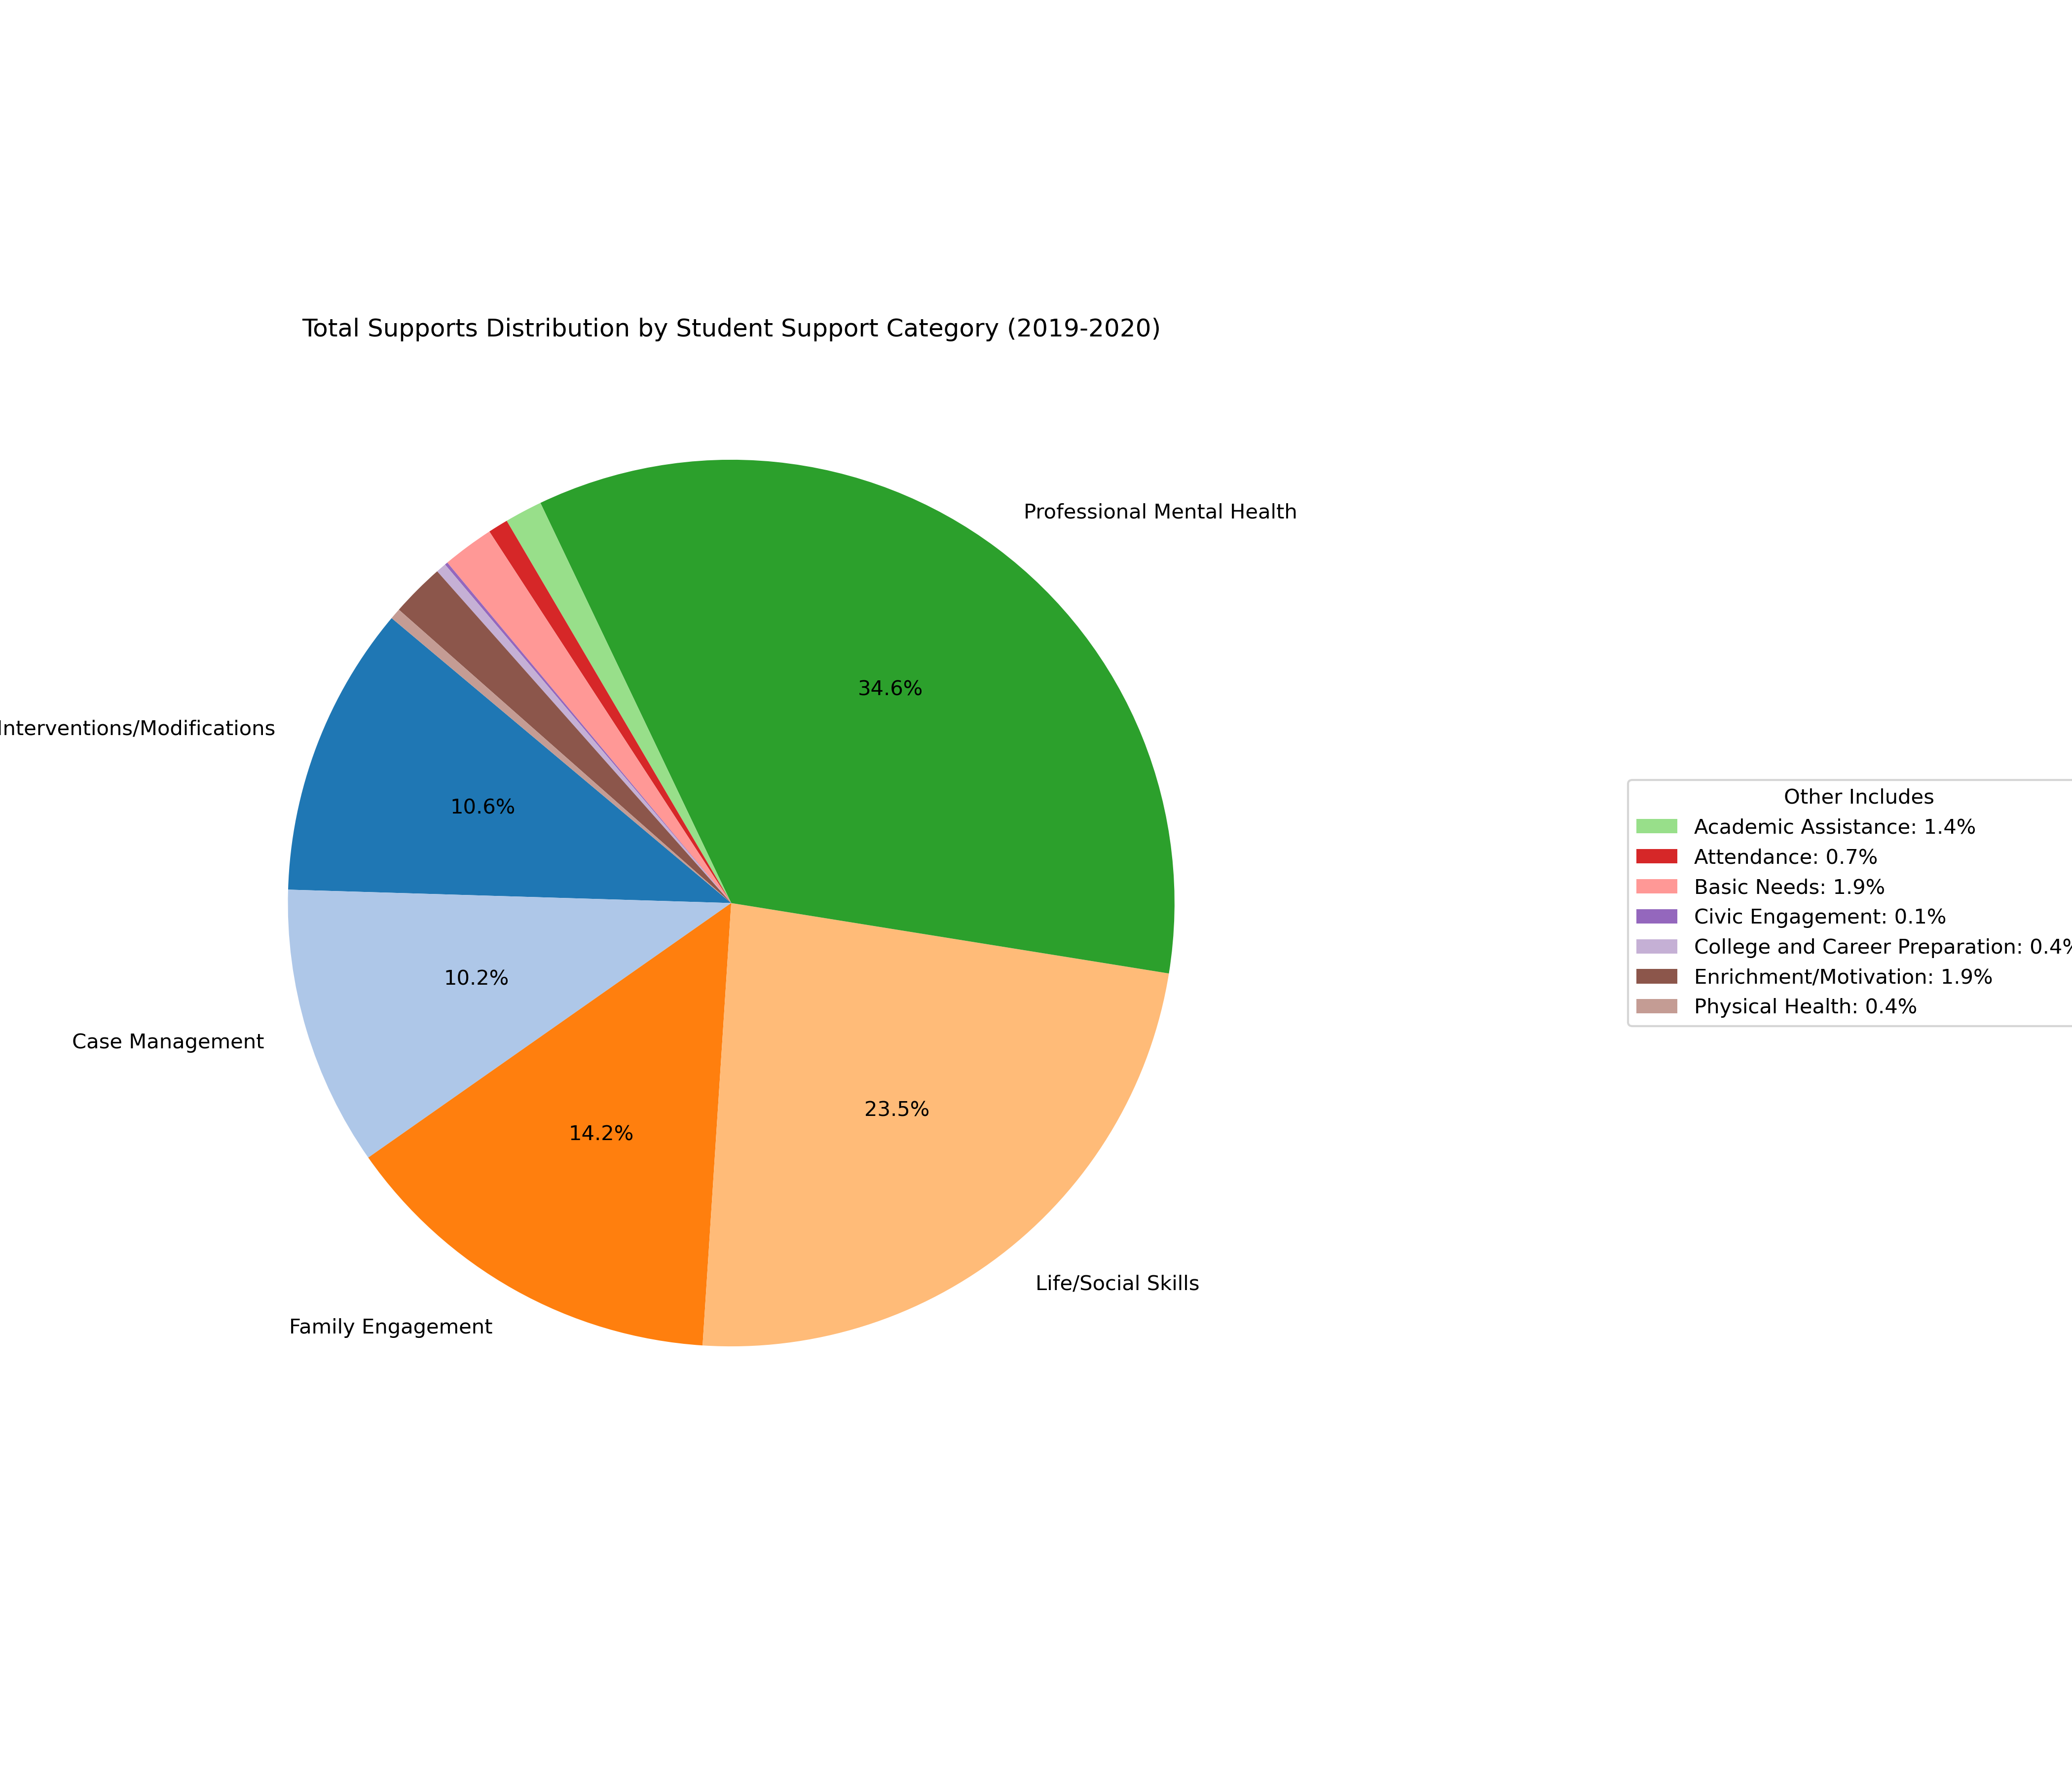 Total Supports Distribution by Student Support Category (2019-2020)
Professional Mental Health
34.6%
Interventions/Modifications
10.6%
Other Includes
Academic Assistance: 1.4%
Attendance: 0.7%
Basic Needs: 1.9%
Civic Engagement: 0.1%
College and Career Preparation: 0.4%
Enrichment/Motivation: 1.9%
Physical Health: 0.4%
10.2%
Case Management
23.5%
14.2%
Life/Social Skills
Family Engagement